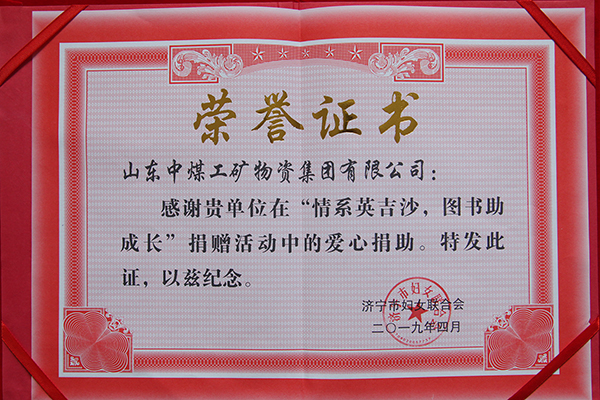 荣誉证书
山东中煤工矿物资集团有限公司：
感谢贵单位在“情系英吉沙，图书助
成长”捐赠活动中的爱心捐助。特发此
证，以兹纪念。
济宁市妇女联合会
二〇一九年四月